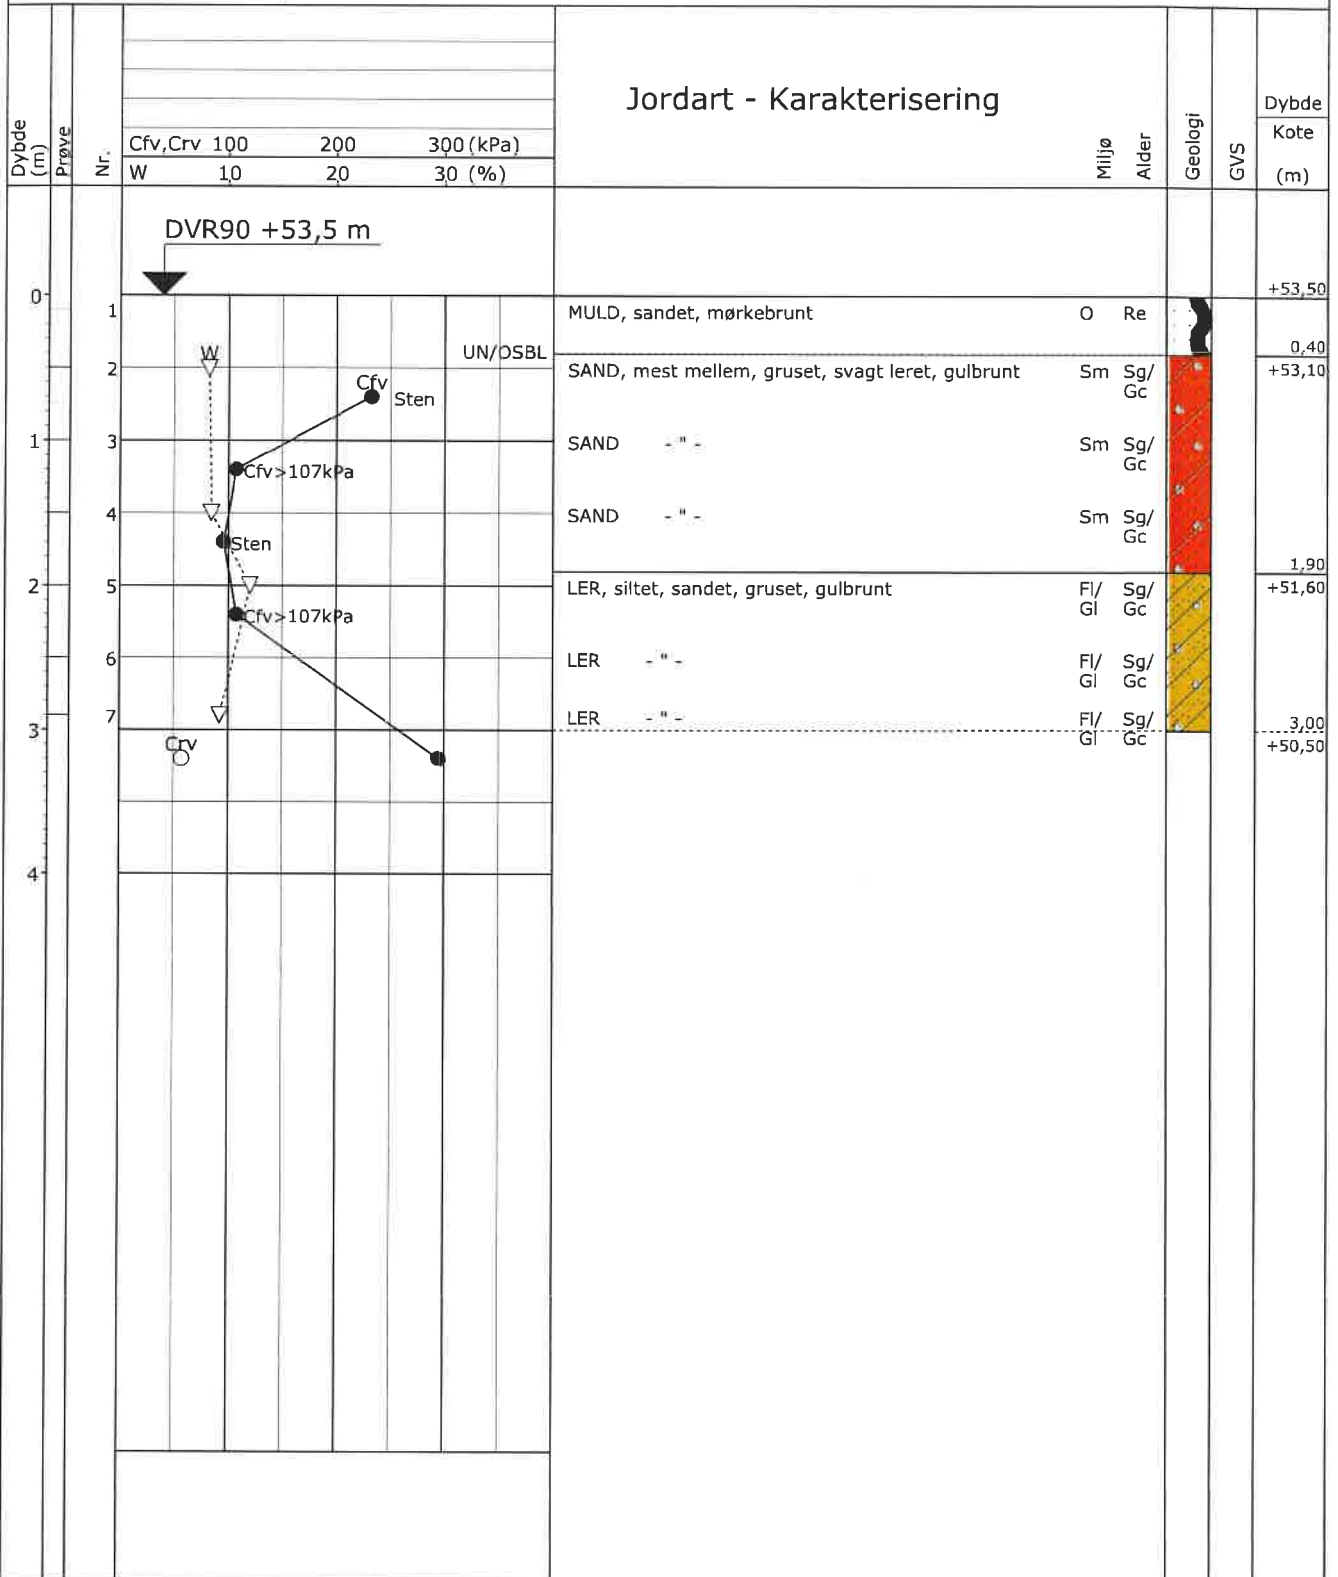 Jordart - Karakterisering
Dybde (m)
Prøve
Nr.
Cfv,Crv 100 200 300 (kPa)
W 10 20 30 (%)
Miljø
Alder
Geologi
GVS
Dybde
Kote
(m)
DVR90 +53,5 m
0
+53,50
1 MULD, sandet, mørkebrunt O Re
W
UN/OSBL
0,40
2 SAND, mest mellem, gruset, svagt leret, gulbrunt Sm Sg/Gc
+53,10
Cfv
Sten
1
3 SAND - " - Sm Sg/Gc
Cfv>107kPa
4 SAND - " - Sm Sg/Gc
Sten
1,90
2
5 LER, siltet, sandet, gruset, gulbrunt Fl/Gl Sg/Gc
+51,60
Cfv>107kPa
6 LER - " - Fl/Gl Sg/Gc
7 LER - " - Fl/Gl Sg/Gc
3
3,00
Crv
+50,50
4